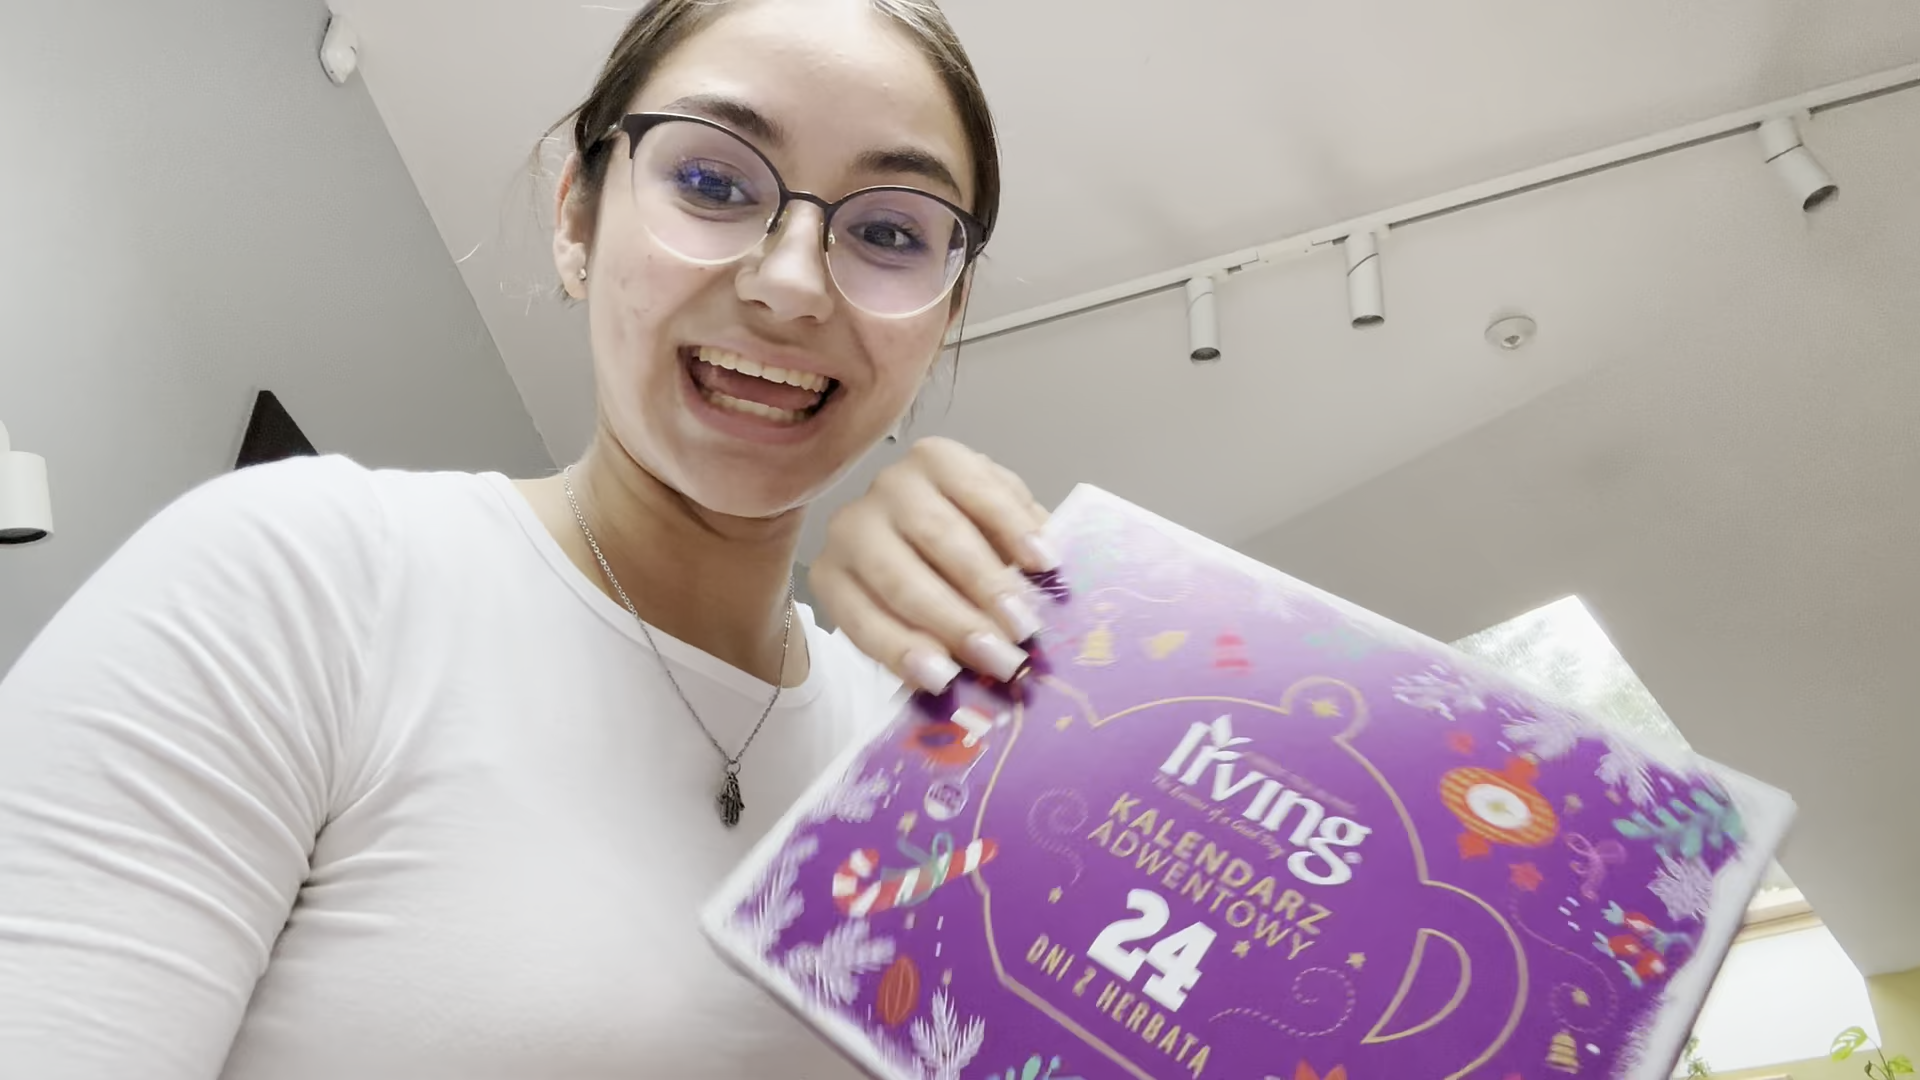 Irving
KALENDARZ
ADWENTOWY
24
DNI Z HERBATĄ